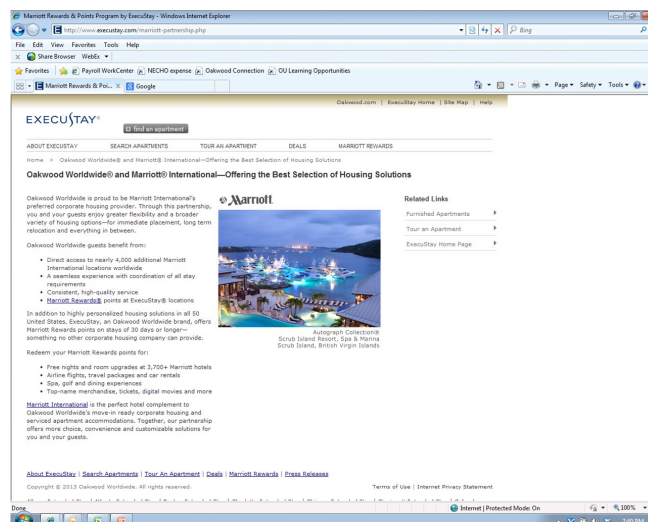 Marriott Rewards & Points Program by ExecuStay - Windows Internet Explorer
http://www.execustay.com/marriott-partnership.php
Bing
File Edit View Favorites Tools Help
x Share Browser WebEx
Favorites Payroll WorkCenter NECHO expense Oakwood Connection OU Learning Opportunities
Marriott Rewards & Poi... x Google
Page Safety Tools
Oakwood.com | ExecuStay Home | Site Map | Help
EXECUSTAY®
find an apartment
ABOUT EXECUSTAY SEARCH APARTMENTS TOUR AN APARTMENT DEALS MARRIOTT REWARDS
Home > Oakwood Worldwide® and Marriott® International—Offering the Best Selection of Housing Solutions
Oakwood Worldwide® and Marriott® International—Offering the Best Selection of Housing Solutions
Oakwood Worldwide is proud to be Marriott International's
preferred corporate housing provider. Through this partnership,
you and your guests enjoy greater flexibility and a broader
variety of housing options—for immediate placement, long term
relocation and everything in between.
Oakwood Worldwide guests benefit from:
• Direct access to nearly 4,000 additional Marriott
International locations worldwide
• A seamless experience with coordination of all stay
requirements
• Consistent, high-quality service
• Marriott Rewards® points at ExecuStay® locations
In addition to highly personalized housing solutions in all 50
United States, ExecuStay, an Oakwood Worldwide brand, offers
Marriott Rewards points on stays of 30 days or longer—
something no other corporate housing company can provide.
Redeem your Marriott Rewards points for:
• Free nights and room upgrades at 3,700+ Marriott hotels
• Airline flights, travel packages and car rentals
• Spa, golf and dining experiences
• Top-name merchandise, tickets, digital movies and more
Marriott International is the perfect hotel complement to
Oakwood Worldwide's move-in ready corporate housing and
serviced apartment accommodations. Together, our partnership
offers more choice, convenience and customizable solutions for
you and your guests.
Marriott
Autograph Collection®
Scrub Island Resort, Spa & Marina
Scrub Island, British Virgin Islands
Related Links
Furnished Apartments
Tour an Apartment
ExecuStay Home Page
About ExecuStay | Search Apartments | Tour An Apartment | Deals | Marriott Rewards | Press Releases
Copyright © 2013 Oakwood Worldwide. All rights reserved. Terms of Use | Internet Privacy Statement
Done Internet | Protected Mode: On 100%
7:40 PM